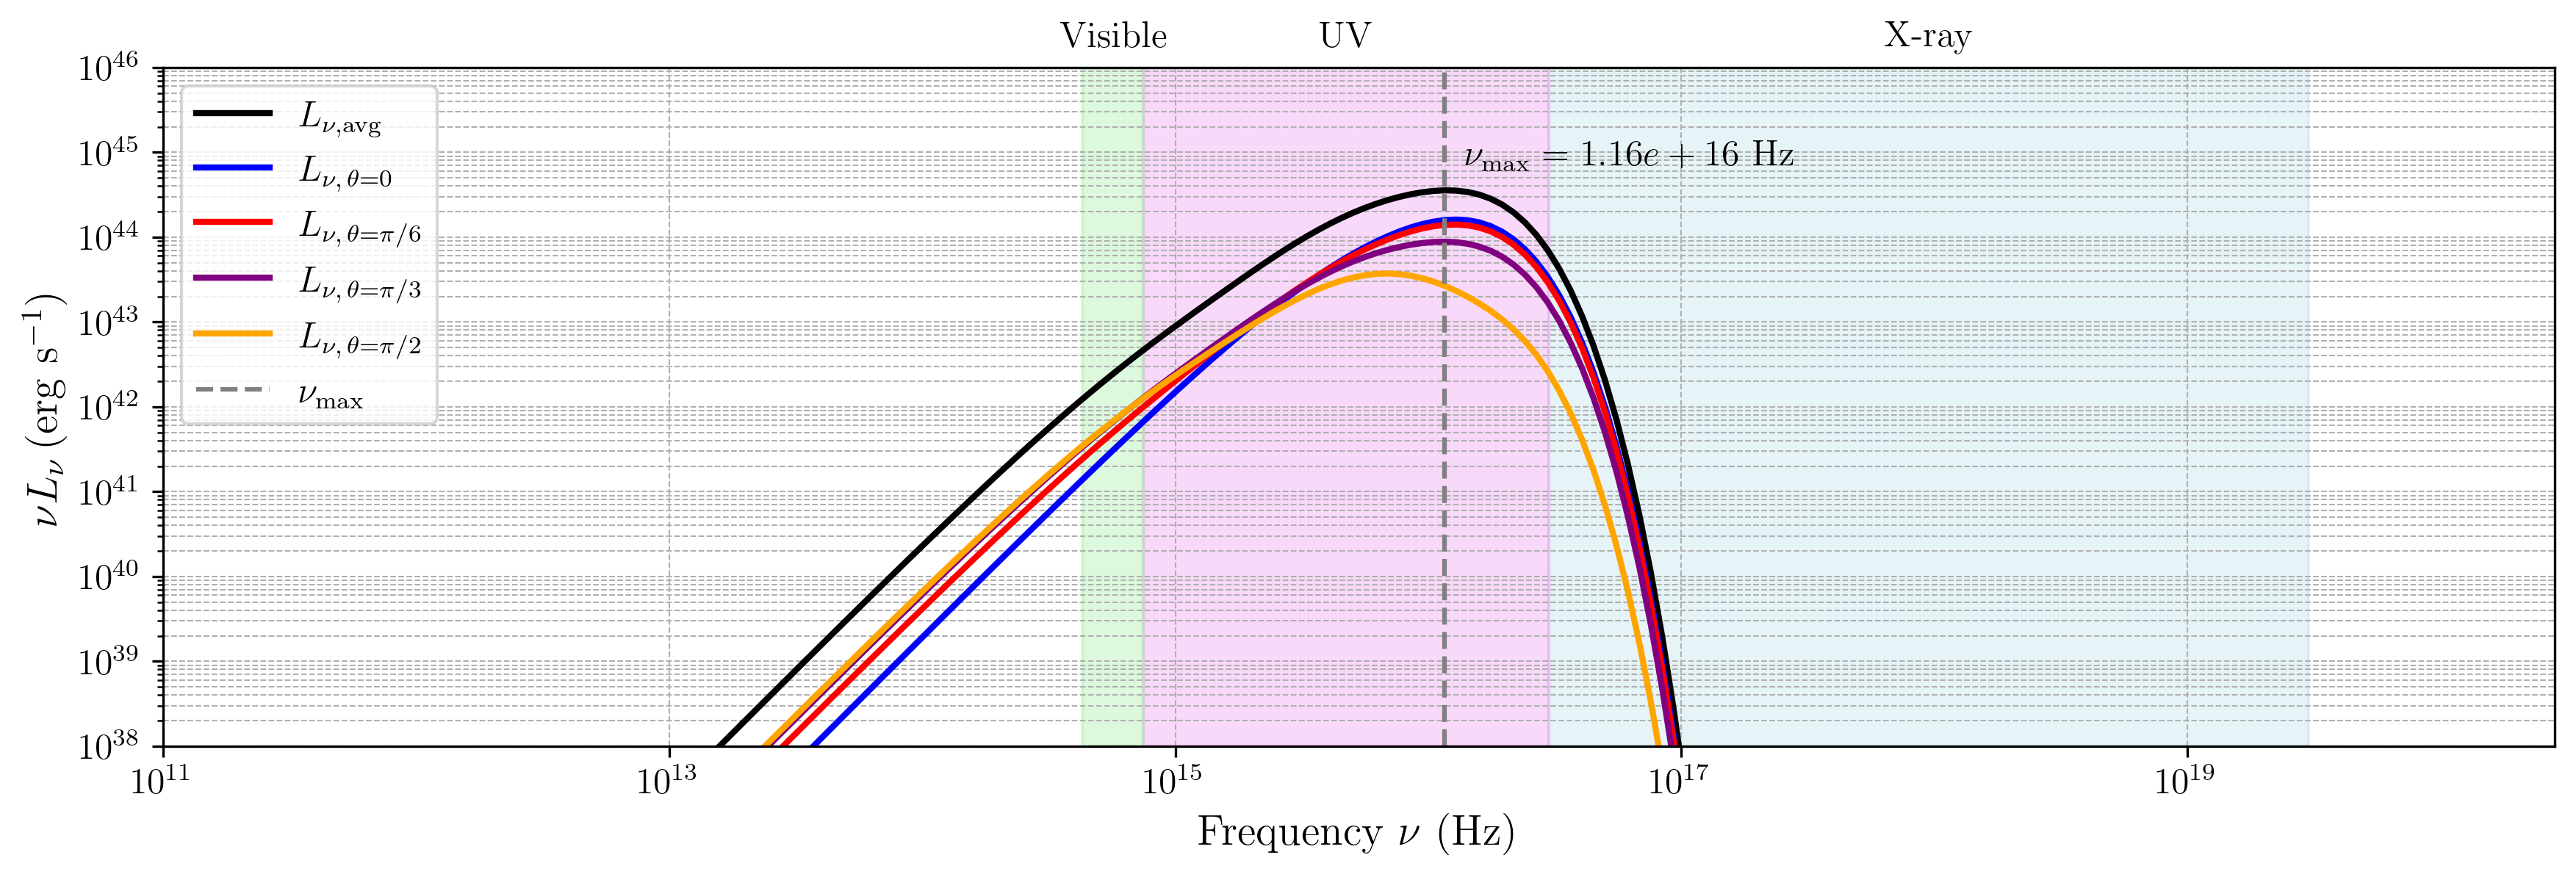 Visible UV X-ray
10^46
10^45
10^44
10^43
10^42
10^41
10^40
10^39
10^38
νL_ν (erg s^−1)
L_ν,avg
L_ν, θ=0
L_ν, θ=π/6
L_ν, θ=π/3
L_ν, θ=π/2
ν_max
ν_max = 1.16e + 16 Hz
10^11 10^13 10^15 10^17 10^19
Frequency ν (Hz)